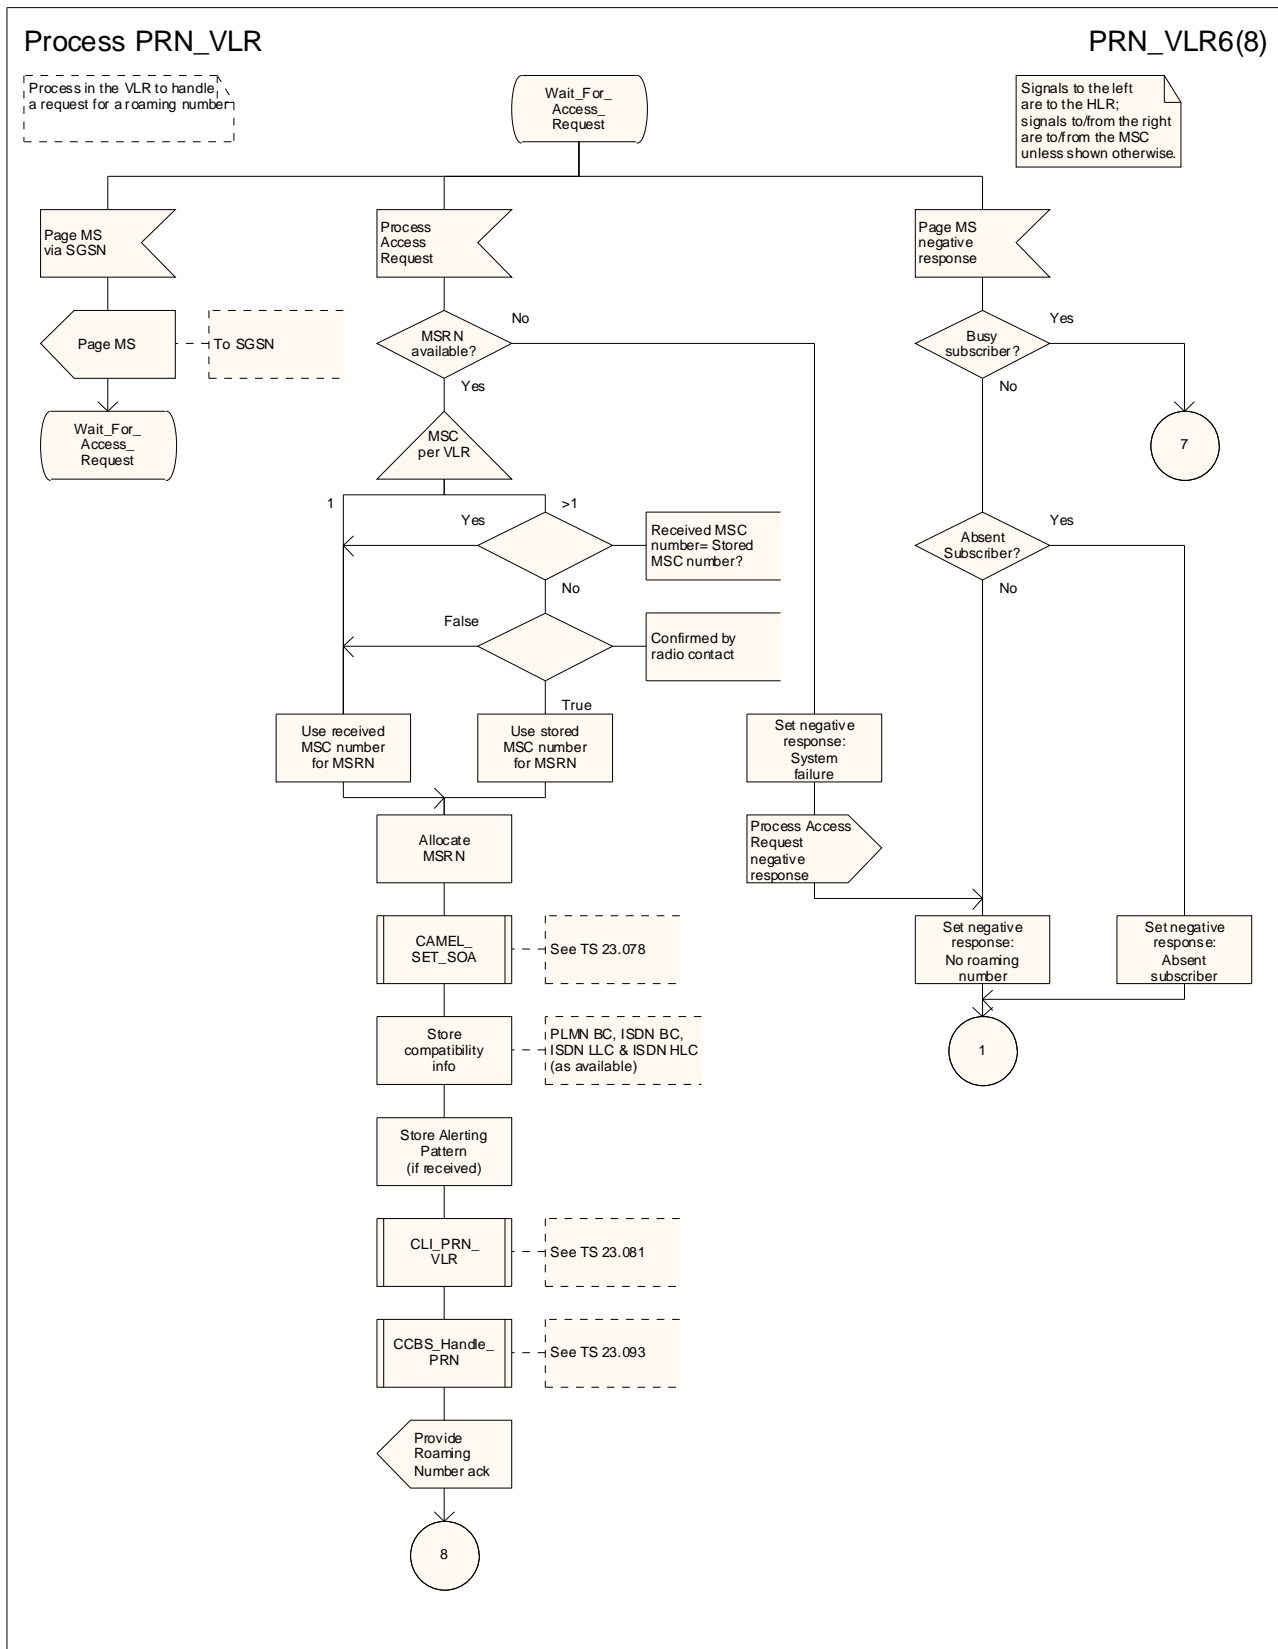 Process PRN_VLR
PRN_VLR6(8)
Process in the VLR to handle
a request for a roaming number
Wait_For_
Access_
Request
Signals to the left
are to the HLR;
signals to/from the right
are to/from the MSC
unless shown otherwise.
Page MS
via SGSN
Process
Access
Request
Page MS
negative
response
Page MS
To SGSN
MSRN
available?
No
Yes
Busy
subscriber?
Yes
No
Wait_For_
Access_
Request
MSC
per VLR
7
1
>1
Yes
Received MSC
number= Stored
MSC number?
No
Absent
Subscriber?
Yes
No
False
Confirmed by
radio contact
True
Use received
MSC number
for MSRN
Use stored
MSC number
for MSRN
Set negative
response:
System
failure
Allocate
MSRN
Process Access
Request
negative
response
CAMEL_
SET_SOA
See TS 23.078
Set negative
response:
No roaming
number
Set negative
response:
Absent
subscriber
Store
compatibility
info
PLMN BC, ISDN BC,
ISDN LLC & ISDN HLC
(as available)
1
Store Alerting
Pattern
(if received)
CLI_PRN_
VLR
See TS 23.081
CCBS_Handle_
PRN
See TS 23.093
Provide
Roaming
Number ack
8